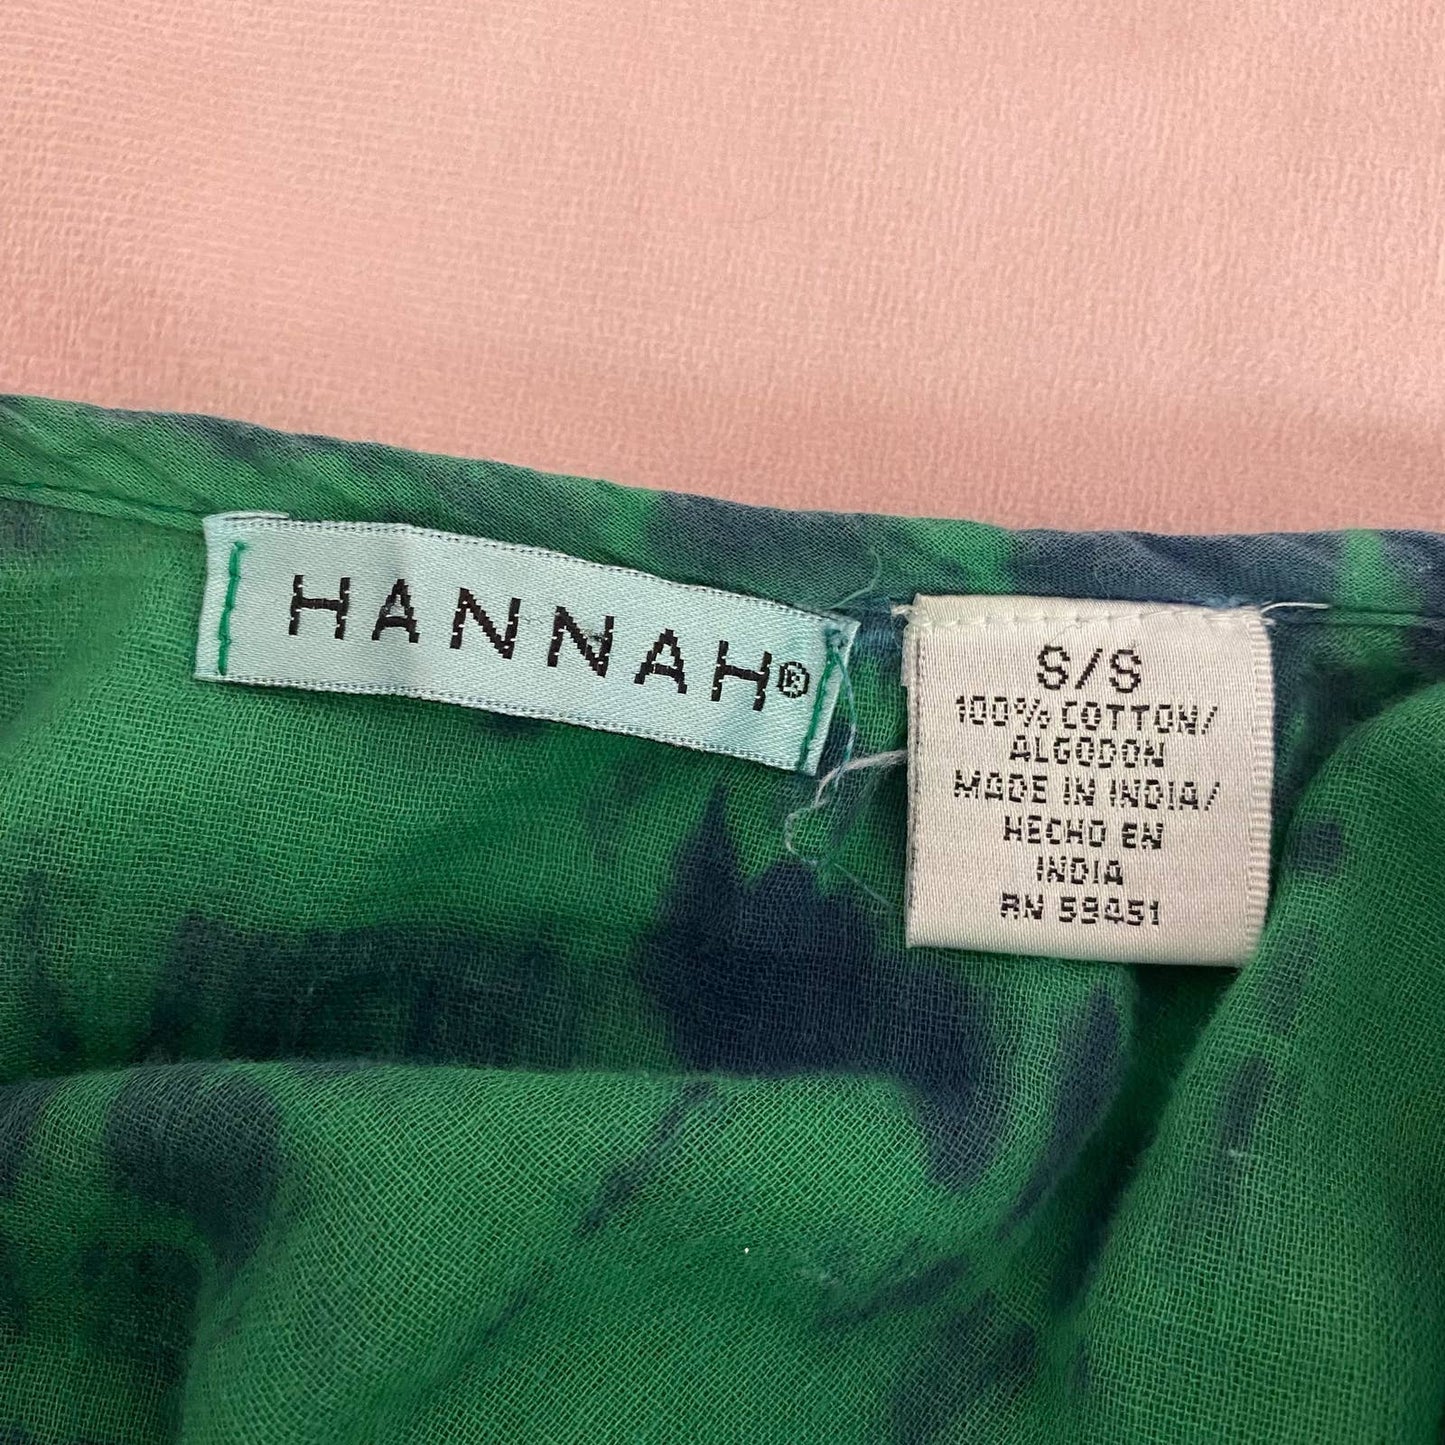 HANNAH®
S/S
100% COTTON/
ALGODON
MADE IN INDIA/
HECHO EN
INDIA
RN 59451